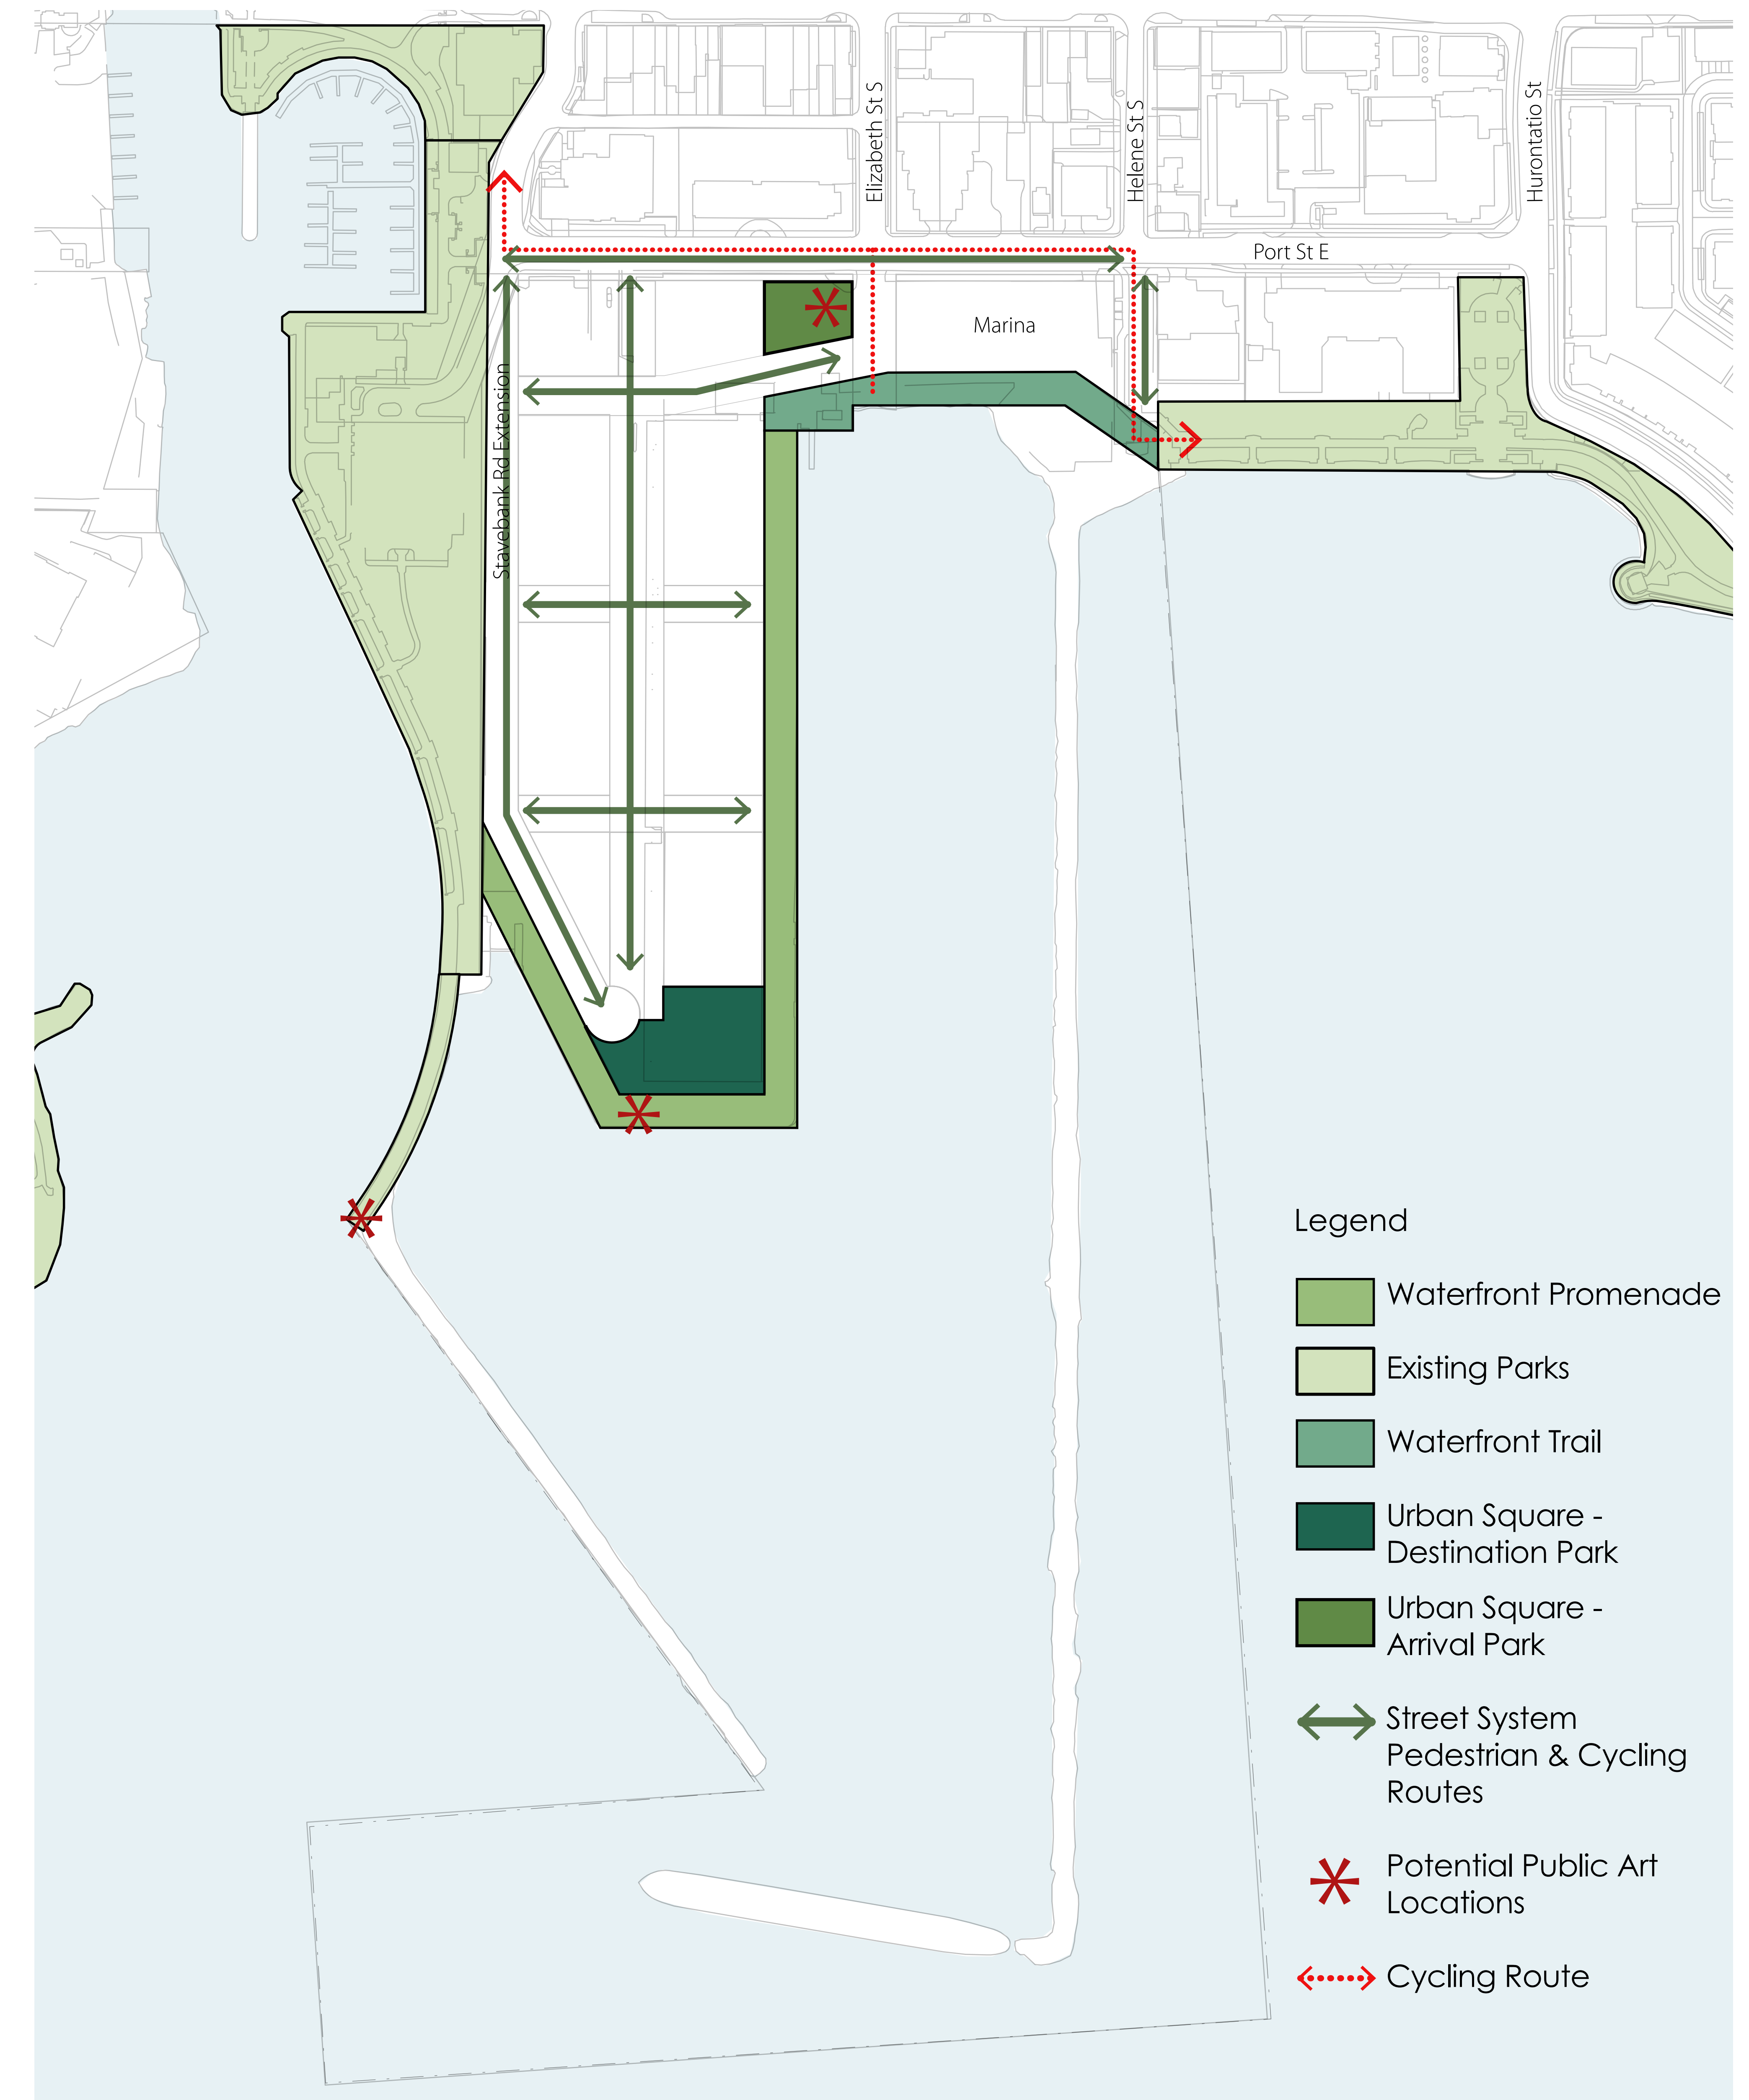 Elizabeth St S
Helene St S
Hurontatio St
Port St E
Marina
Stavebank Rd Extension
Legend
Waterfront Promenade
Existing Parks
Waterfront Trail
Urban Square -
Destination Park
Urban Square -
Arrival Park
Street System
Pedestrian & Cycling
Routes
Potential Public Art
Locations
Cycling Route